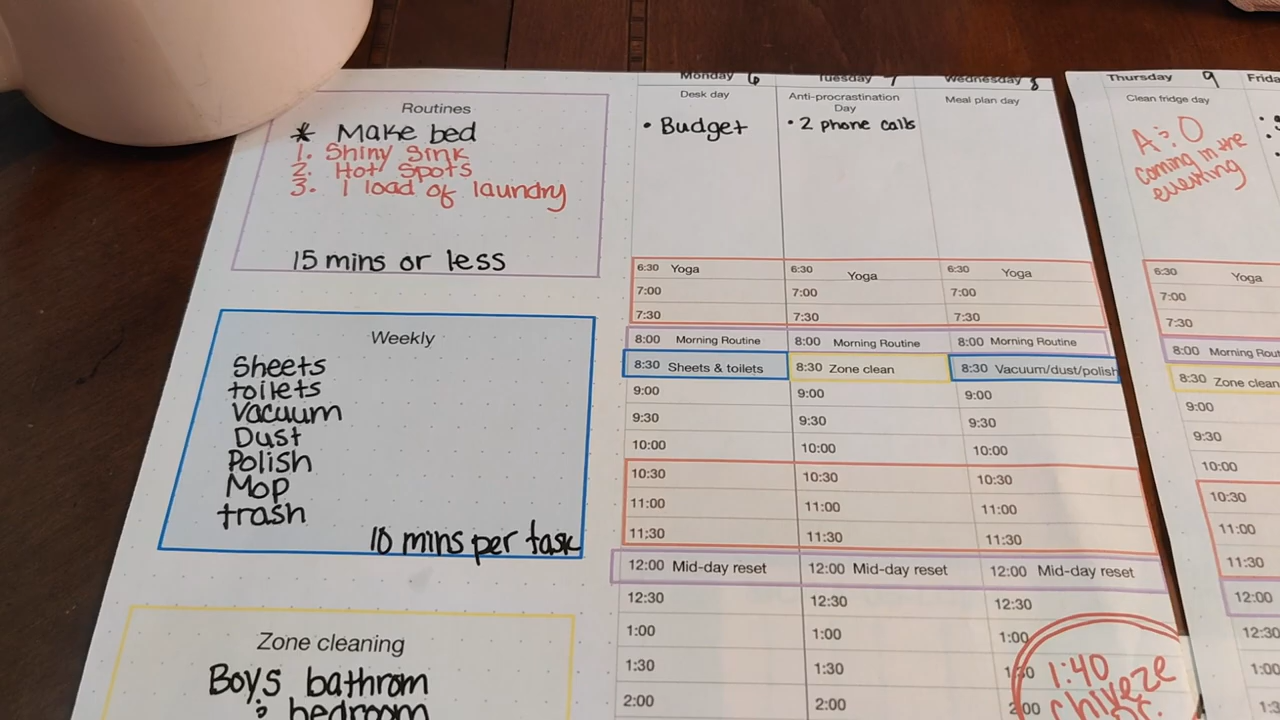 Routines
* Make bed
1. Shiny Sink
2. Hot Spots
3. 1 load of laundry
15 mins or less
Weekly
Sheets
toilets
Vacuum
Dust
Polish
Mop
trash
10 mins per task
Zone cleaning
Boys bathrom
& bedroom
Monday 6
Desk day
• Budget
6:30 Yoga
7:00
7:30
8:00 Morning Routine
8:30 Sheets & toilets
9:00
9:30
10:00
10:30
11:00
11:30
12:00 Mid-day reset
12:30
1:00
1:30
2:00
Tuesday 7
Anti-procrastination
Day
• 2 phone calls
6:30 Yoga
7:00
7:30
8:00 Morning Routine
8:30 Zone clean
9:00
9:30
10:00
10:30
11:00
11:30
12:00 Mid-day reset
12:30
1:00
1:30
2:00
Wednesday 8
Meal plan day
6:30 Yoga
7:00
7:30
8:00 Morning Routine
8:30 Vacuum/dust/polish
9:00
9:30
10:00
10:30
11:00
11:30
12:00 Mid-day reset
12:30
1:00
1:40
2:00
Thursday 9
Clean fridge day
A & O
coming in the
evening
6:30 Yoga
7:00
7:30
8:00 Morning Rout
8:30 Zone clean
9:00
9:30
10:00
10:30
11:00
11:30
12:00
12:30
1:00
Frida